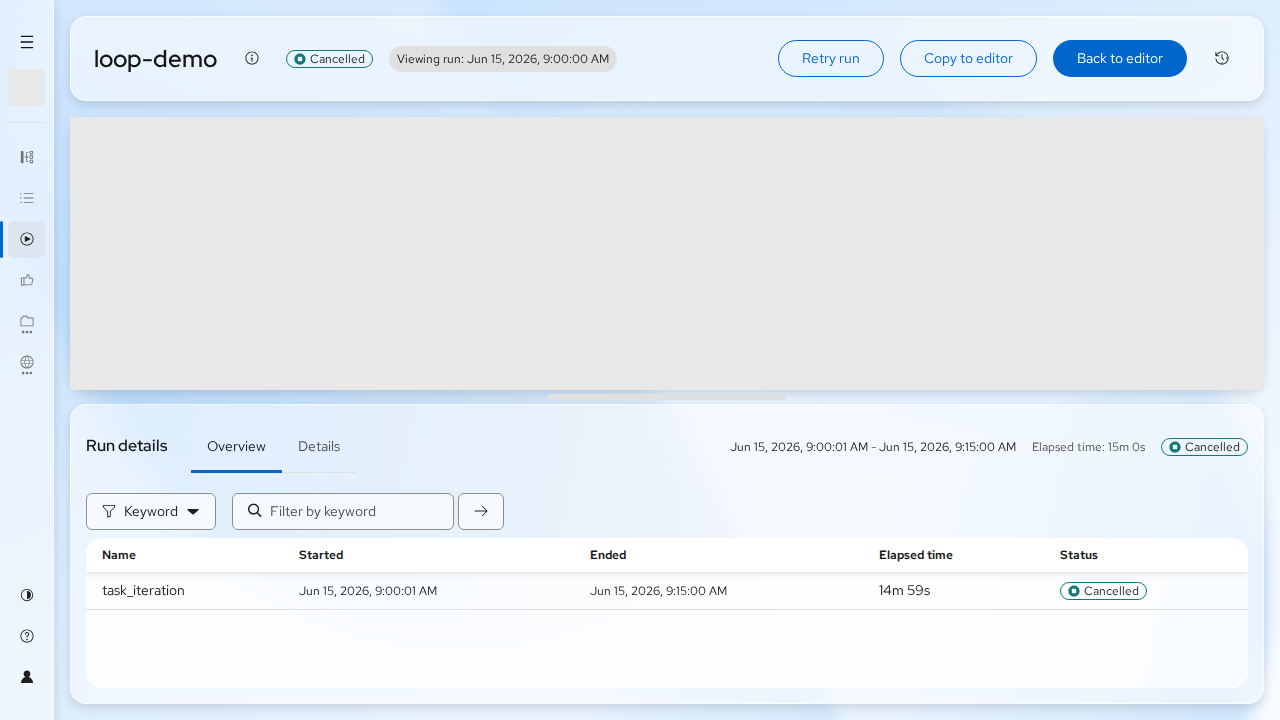 loop-demo
Cancelled
Viewing run: Jun 15, 2026, 9:00:00 AM
Retry run
Copy to editor
Back to editor
Run details
Overview
Details
Jun 15, 2026, 9:00:01 AM - Jun 15, 2026, 9:15:00 AM
Elapsed time: 15m 0s
Cancelled
Keyword
Filter by keyword
Name Started Ended Elapsed time Status
task_iteration Jun 15, 2026, 9:00:01 AM Jun 15, 2026, 9:15:00 AM 14m 59s Cancelled